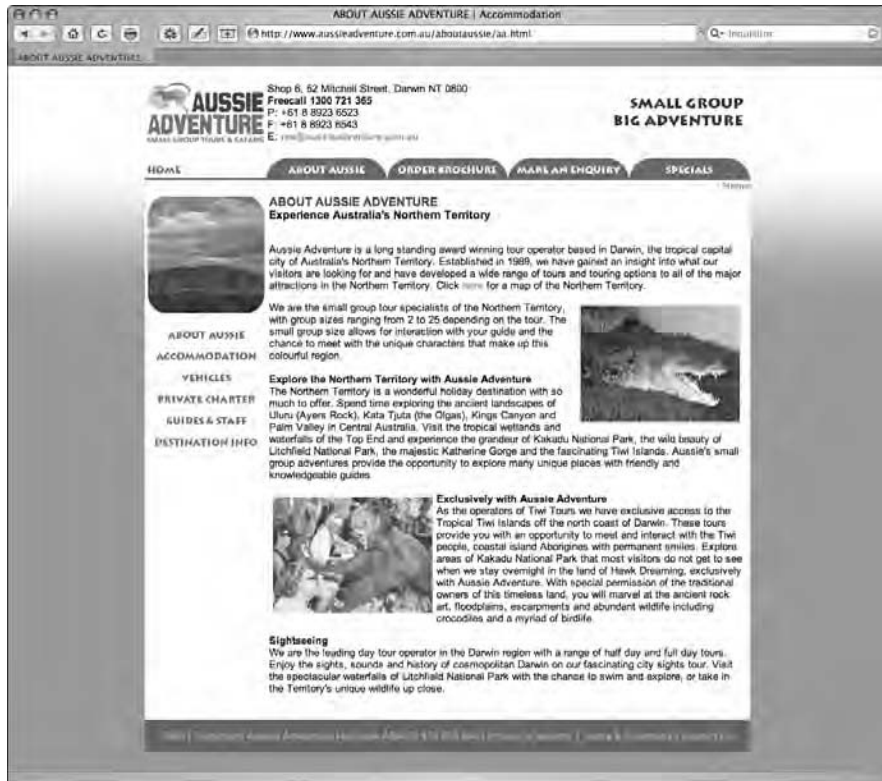 ABOUT AUSSIE ADVENTURE | Accommodation
http://www.aussieadventure.com.au/aboutaussie/aa.html
ABOUT AUSSIE ADVENTURE
AUSSIE
ADVENTURE
SMALL GROUP TOURS & SAFARIS
Shop 6, 52 Mitchell Street, Darwin NT 0800
Freecall 1300 721 365
P: +61 8 8923 6523
F: +61 8 8923 6543
E:
SMALL GROUP
BIG ADVENTURE
HOME
ABOUT AUSSIE
ORDER BROCHURE
MAKE AN ENQUIRY
SPECIALS
ABOUT AUSSIE ADVENTURE
Experience Australia's Northern Territory
Aussie Adventure is a long standing award winning tour operator based in Darwin, the tropical capital
city of Australia's Northern Territory. Established in 1989, we have gained an insight into what our
visitors are looking for and have developed a wide range of tours and touring options to all of the major
attractions in the Northern Territory. Click here for a map of the Northern Territory.
We are the small group tour specialists of the Northern Territory,
with group sizes ranging from 2 to 25 depending on the tour. The
small group size allows for interaction with your guide and the
chance to meet with the unique characters that make up this
colourful region.
ABOUT AUSSIE
ACCOMMODATION
VEHICLES
PRIVATE CHARTER
GUIDES & STAFF
DESTINATION INFO
Explore the Northern Territory with Aussie Adventure
The Northern Territory is a wonderful holiday destination with so
much to offer. Spend time exploring the ancient landscapes of
Uluru (Ayers Rock), Kata Tjuta (the Olgas), Kings Canyon and
Palm Valley in Central Australia. Visit the tropical wetlands and
waterfalls of the Top End and experience the grandeur of Kakadu National Park, the wild beauty of
Litchfield National Park, the majestic Katherine Gorge and the fascinating Tiwi Islands. Aussie's small
group adventures provide the opportunity to explore many unique places with friendly and
knowledgeable guides.
Exclusively with Aussie Adventure
As the operators of Tiwi Tours we have exclusive access to the
Tropical Tiwi Islands off the north coast of Darwin. These tours
provide you with an opportunity to meet and interact with the Tiwi
people, coastal island Aborigines with permanent smiles. Explore
areas of Kakadu National Park that most visitors do not get to see
when we stay overnight in the land of Hawk Dreaming, exclusively
with Aussie Adventure. With special permission of the traditional
owners of this timeless land, you will marvel at the ancient rock
art, floodplains, escarpments and abundant wildlife including
crocodiles and a myriad of birdlife.
Sightseeing
We are the leading day tour operator in the Darwin region with a range of half day and full day tours.
Enjoy the sights, sounds and history of cosmopolitan Darwin on our fascinating city sights tour. Visit
the spectacular waterfalls of Litchfield National Park with the chance to swim and explore, or take in
the Territory's unique wildlife up close.